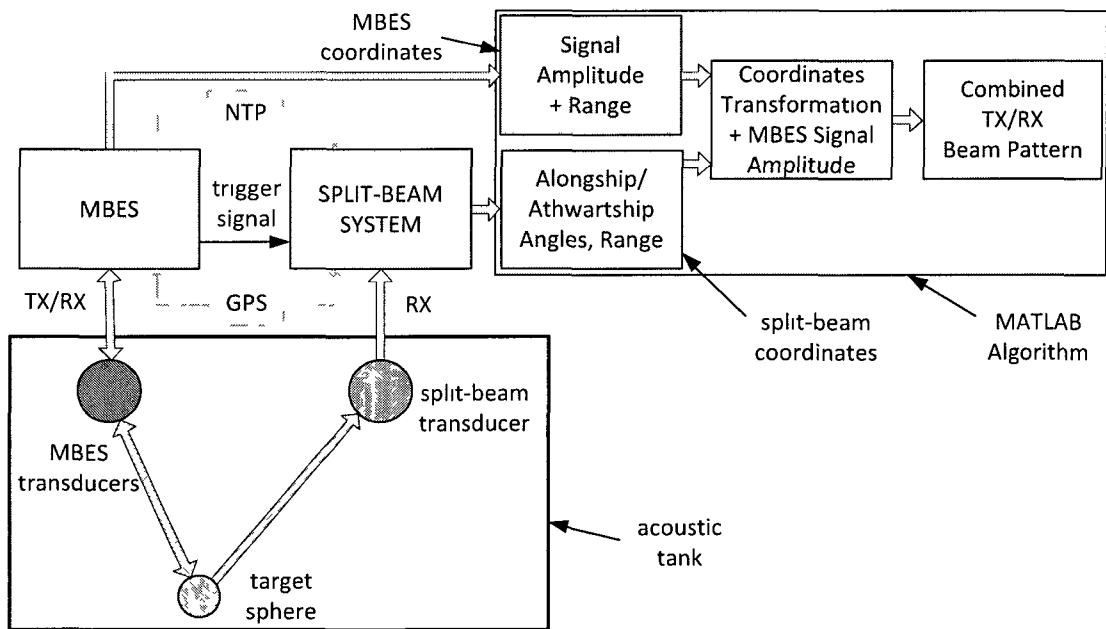 MBES
coordinates
Signal
Amplitude
+ Range
Coordinates
Transformation
+ MBES Signal
Amplitude
Combined
TX/RX
Beam Pattern
NTP
MBES
trigger
signal
SPLIT-BEAM
SYSTEM
Alongship/
Athwartship
Angles, Range
TX/RX
GPS
RX
split-beam
coordinates
MATLAB
Algorithm
split-beam
transducer
MBES
transducers
target
sphere
acoustic
tank